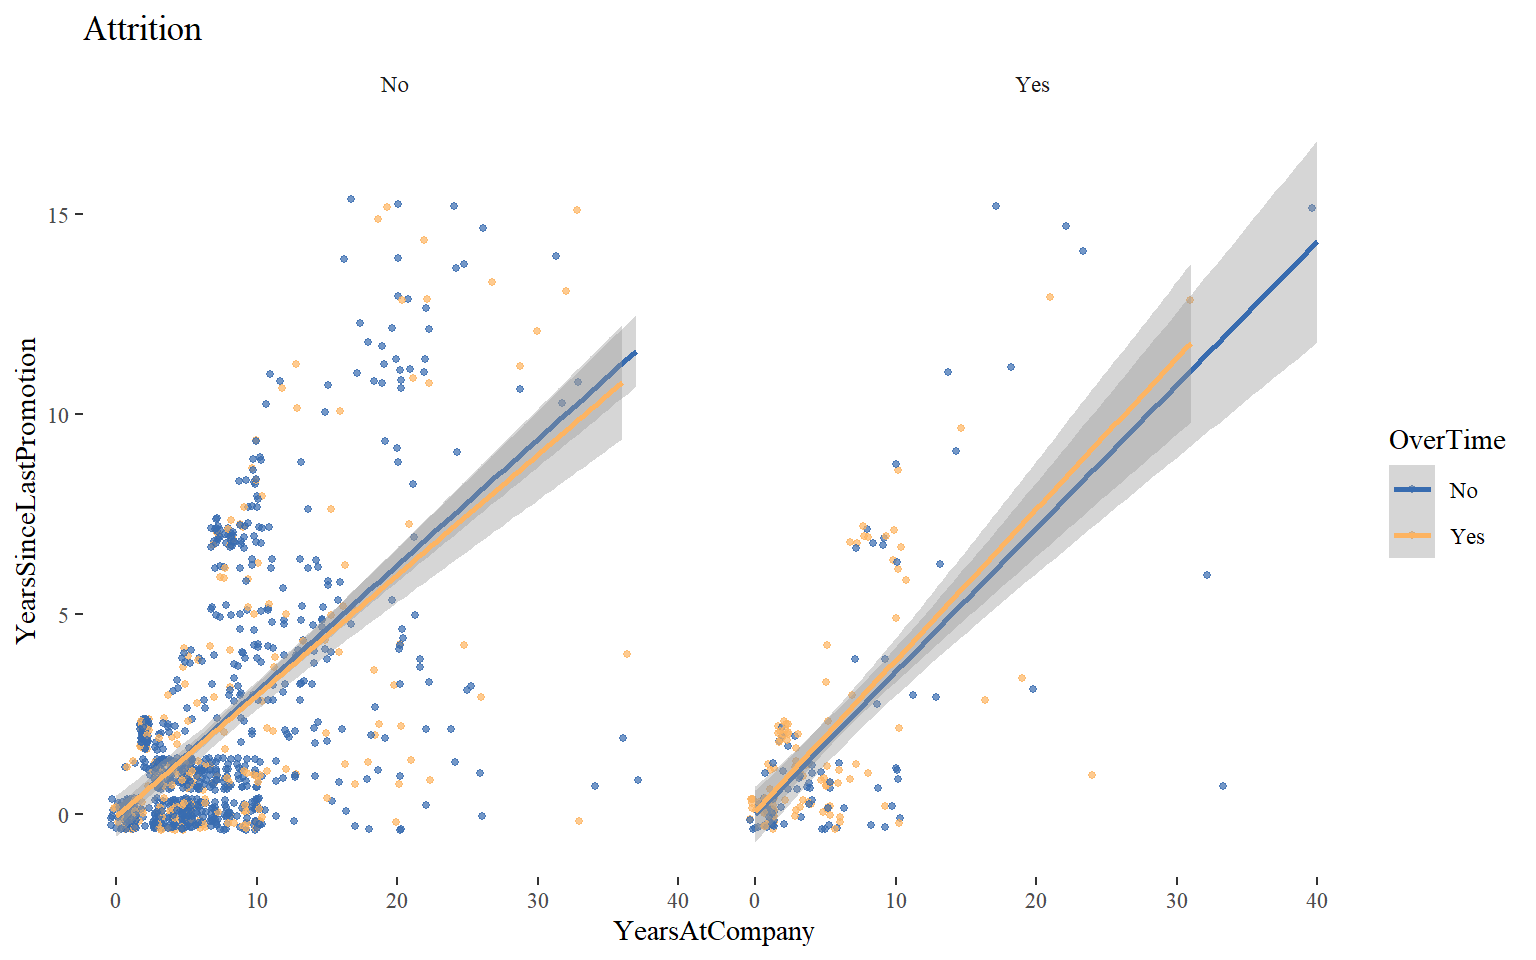 Attrition
No
Yes
YearsSinceLastPromotion
15
10
5
0
0 10 20 30 40
0 10 20 30 40
YearsAtCompany
OverTime
No
Yes